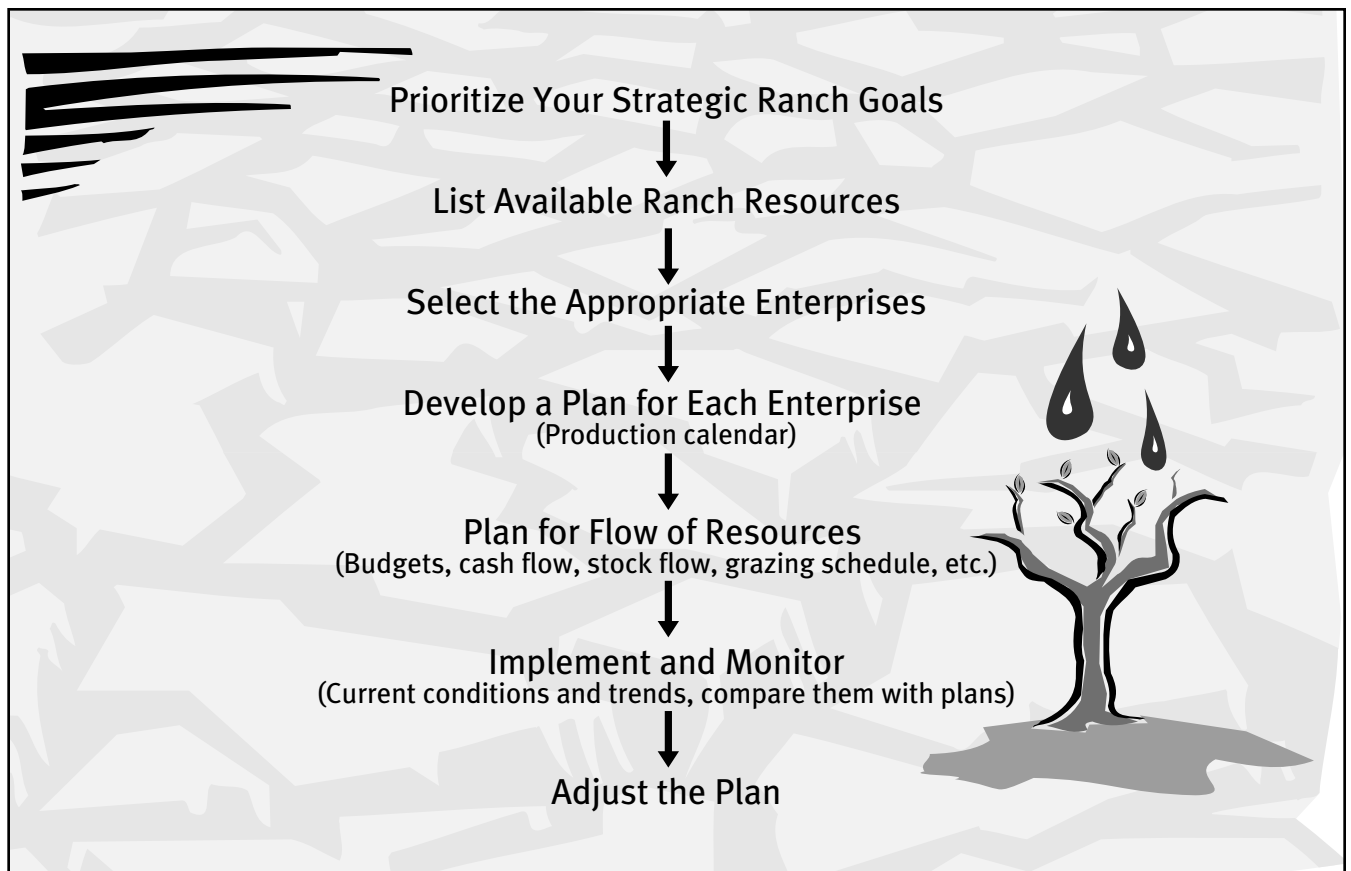 Prioritize Your Strategic Ranch Goals
List Available Ranch Resources
Select the Appropriate Enterprises
Develop a Plan for Each Enterprise
(Production calendar)
Plan for Flow of Resources
(Budgets, cash flow, stock flow, grazing schedule, etc.)
Implement and Monitor
(Current conditions and trends, compare them with plans)
Adjust the Plan